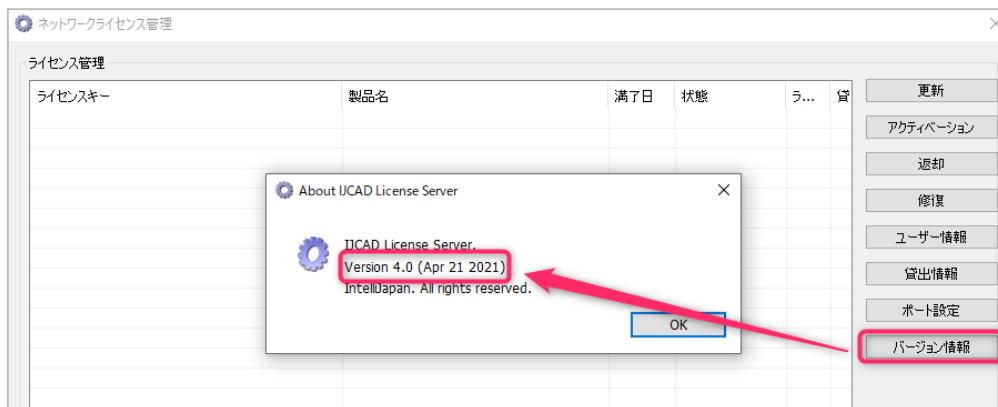 ネットワークライセンス管理
ライセンス管理
ライセンスキー 製品名 満了日 状態 ラ... 貸
更新
アクティベーション
返却
修復
ユーザー情報
貸出情報
ポート設定
バージョン情報
About IJCAD License Server
IJCAD License Server.
Version 4.0 (Apr 21 2021)
IntelliJapan. All rights reserved.
OK